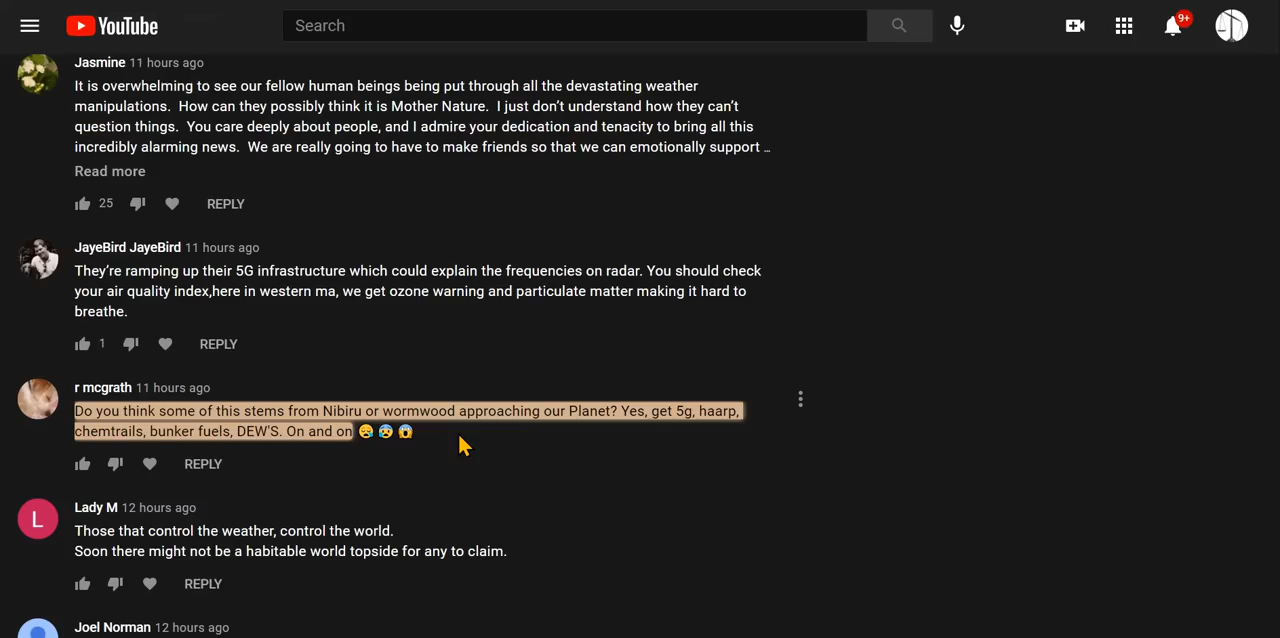 YouTube
Search
9+
Jasmine 11 hours ago
It is overwhelming to see our fellow human beings being put through all the devastating weather
manipulations.  How can they possibly think it is Mother Nature.  I just don’t understand how they can’t
question things.  You care deeply about people, and I admire your dedication and tenacity to bring all this
incredibly alarming news.  We are really going to have to make friends so that we can emotionally support ...
Read more
25 REPLY
JayeBird JayeBird 11 hours ago
They’re ramping up their 5G infrastructure which could explain the frequencies on radar. You should check
your air quality index,here in western ma, we get ozone warning and particulate matter making it hard to
breathe.
1 REPLY
r mcgrath 11 hours ago
Do you think some of this stems from Nibiru or wormwood approaching our Planet? Yes, get 5g, haarp,
chemtrails, bunker fuels, DEW'S. On and on 😪 😰 😱
REPLY
L
Lady M 12 hours ago
Those that control the weather, control the world.
Soon there might not be a habitable world topside for any to claim.
REPLY
Joel Norman 12 hours ago